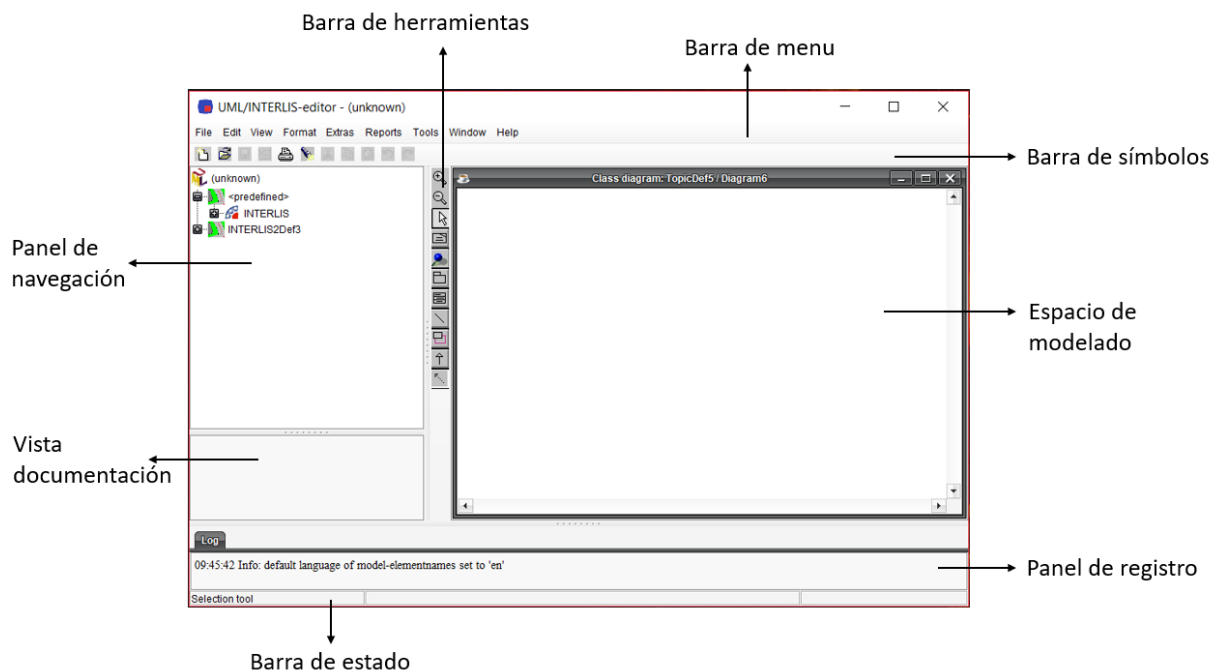 Barra de herramientas
Barra de menu
UML/INTERLIS-editor - (unknown)
File Edit View Format Extras Reports Tools Window Help
Barra de símbolos
(unknown)
Class diagram: TopicDef5 / Diagram6
<predefined>
INTERLIS
INTERLIS2Def3
Panel de
navegación
Espacio de
modelado
Vista
documentación
Log
09:45:42 Info: default language of model-elementnames set to 'en'
Panel de registro
Selection tool
Barra de estado